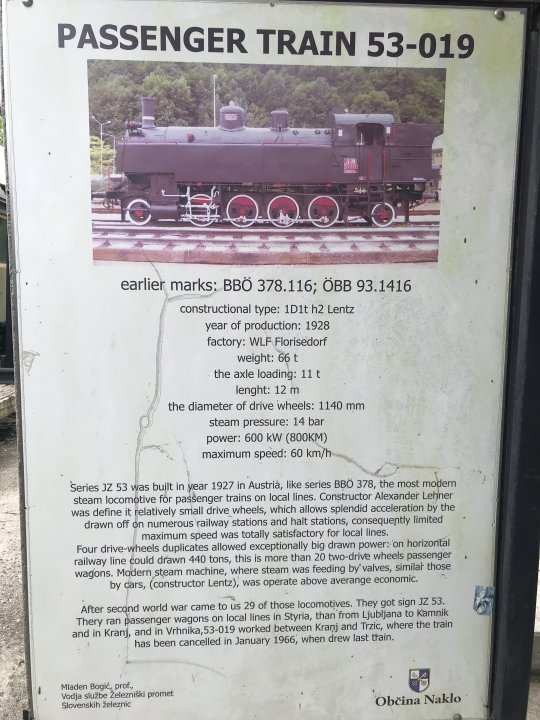 PASSENGER TRAIN 53-019
earlier marks: BBÖ 378.116; ÖBB 93.1416
constructional type: 1D1t h2 Lentz
year of production: 1928
factory: WLF Florisedorf
weight: 66 t
the axle loading: 11 t
lenght: 12 m
the diameter of drive wheels: 1140 mm
steam pressure: 14 bar
power: 600 kW (800KM)
maximum speed: 60 km/h
Series JZ 53 was built in year 1927 in Austria, like series BBÖ 378, the most modern
steam locomotive for passenger trains on local lines. Constructor Alexander Lehner
was define it relatively small drive wheels, which allows splendid acceleration by the
drawn off on numerous railway stations and halt stations, consequently limited
maximum speed was totally satisfactory for local lines.
Four drive-wheels duplicates allowed exceptionally big drawn power: on horizontal
railway line could drawn 440 tons, this is more than 20 two-drive wheels passenger
wagons. Modern steam machine, where steam was feeding by valves, similar those
by cars, (constructor Lentz), was operate above averange economic.
After second world war came to us 29 of those locomotives. They got sign JZ 53.
Thery ran passenger wagons on local lines in Styria, than from Ljubljana to Kamnik
and in Kranj, and in Vrhnika,53-019 worked between Kranj and Trzic, where the train
has been cancelled in January 1966, when drew last train.
Mladen Bogić, prof.,
Vodja službe Železniški promet
Slovenskih železnic
Občina Naklo